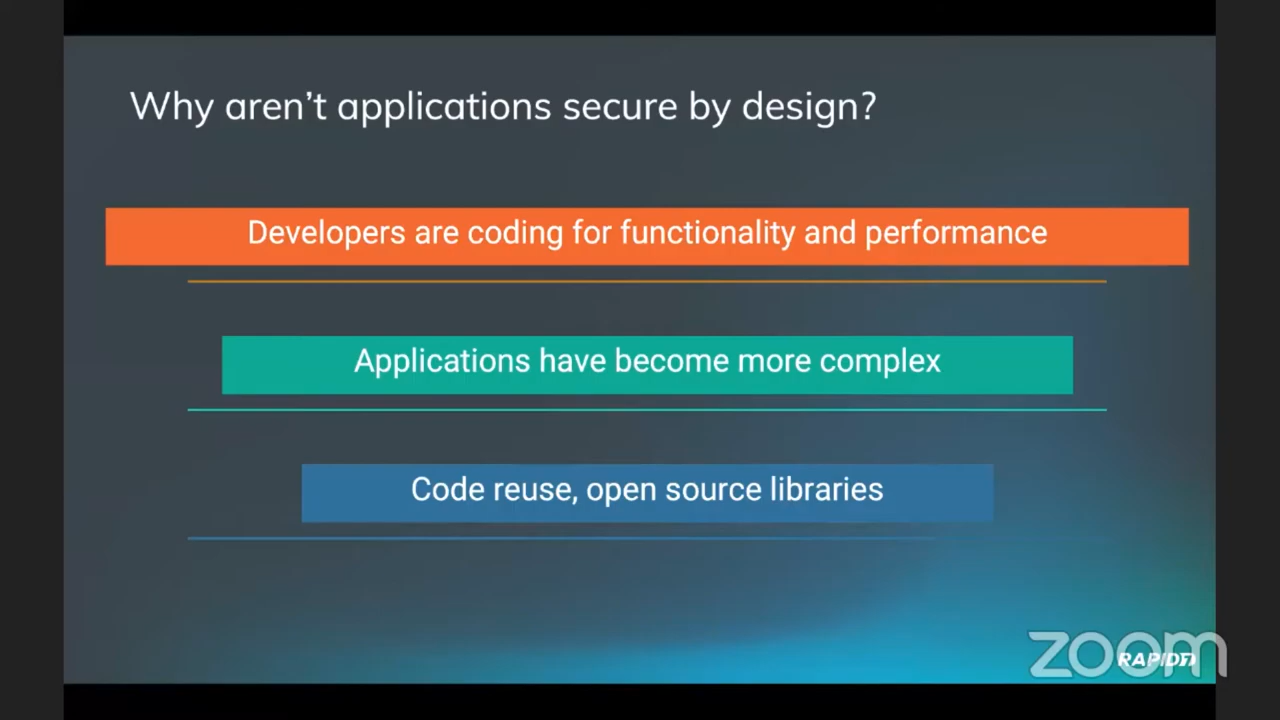 Why aren't applications secure by design?
Developers are coding for functionality and performance
Applications have become more complex
Code reuse, open source libraries
zoom
RAPID7